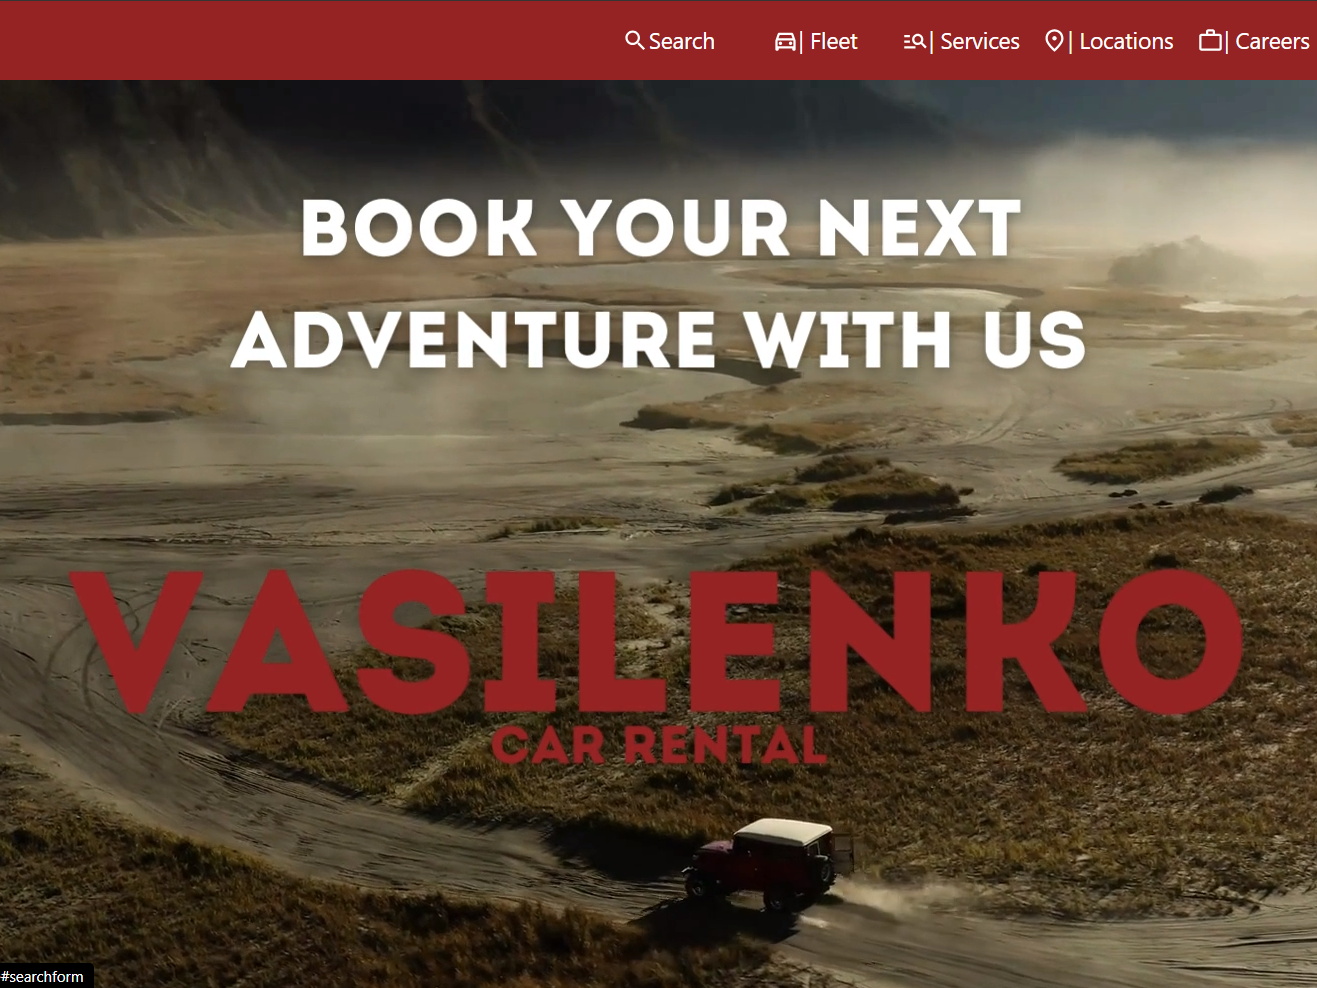 Search | Fleet | Services | Locations | Careers
BOOK YOUR NEXT
ADVENTURE WITH US
VASILENKO
CAR RENTAL
#searchform